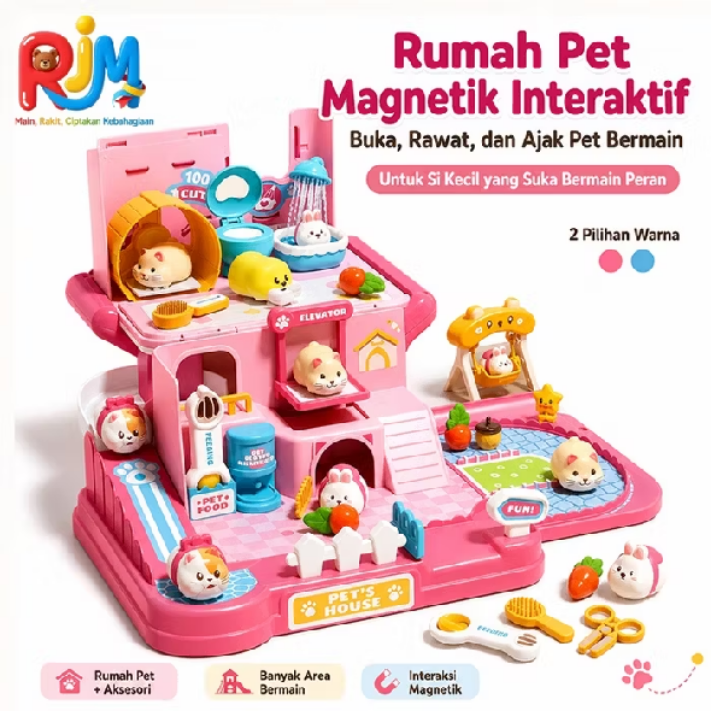 RJM
Main, Rakit, Ciptakan Kebahagiaan
Rumah Pet
Magnetik Interaktif
Buka, Rawat, dan Ajak Pet Bermain
Untuk Si Kecil yang Suka Bermain Peran
2 Pilihan Warna
100
CUT
ELEVATOR
PET
FOOD
FUN!
PET'S
HOUSE
Rumah Pet
+ Aksesori
Banyak Area
Bermain
Interaksi
Magnetik